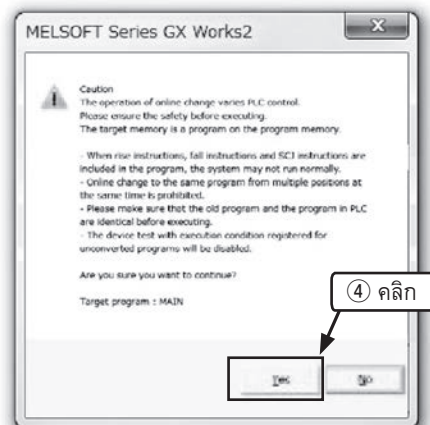 MELSOFT Series GX Works2
Caution
The operation of online change varies PLC control.
Please ensure the safety before executing.
The target memory is a program on the program memory.
- When rise instructions, fall instructions and SCJ instructions are
included in the program, the system may not run normally.
- Online change to the same program from multiple positions at
the same time is prohibited.
- Please make sure that the old program and the program in PLC
are identical before executing.
- The device test with execution condition registered for
unconverted programs will be disabled.
Are you sure you want to continue?
Target program : MAIN
④ คลิก
Yes
No